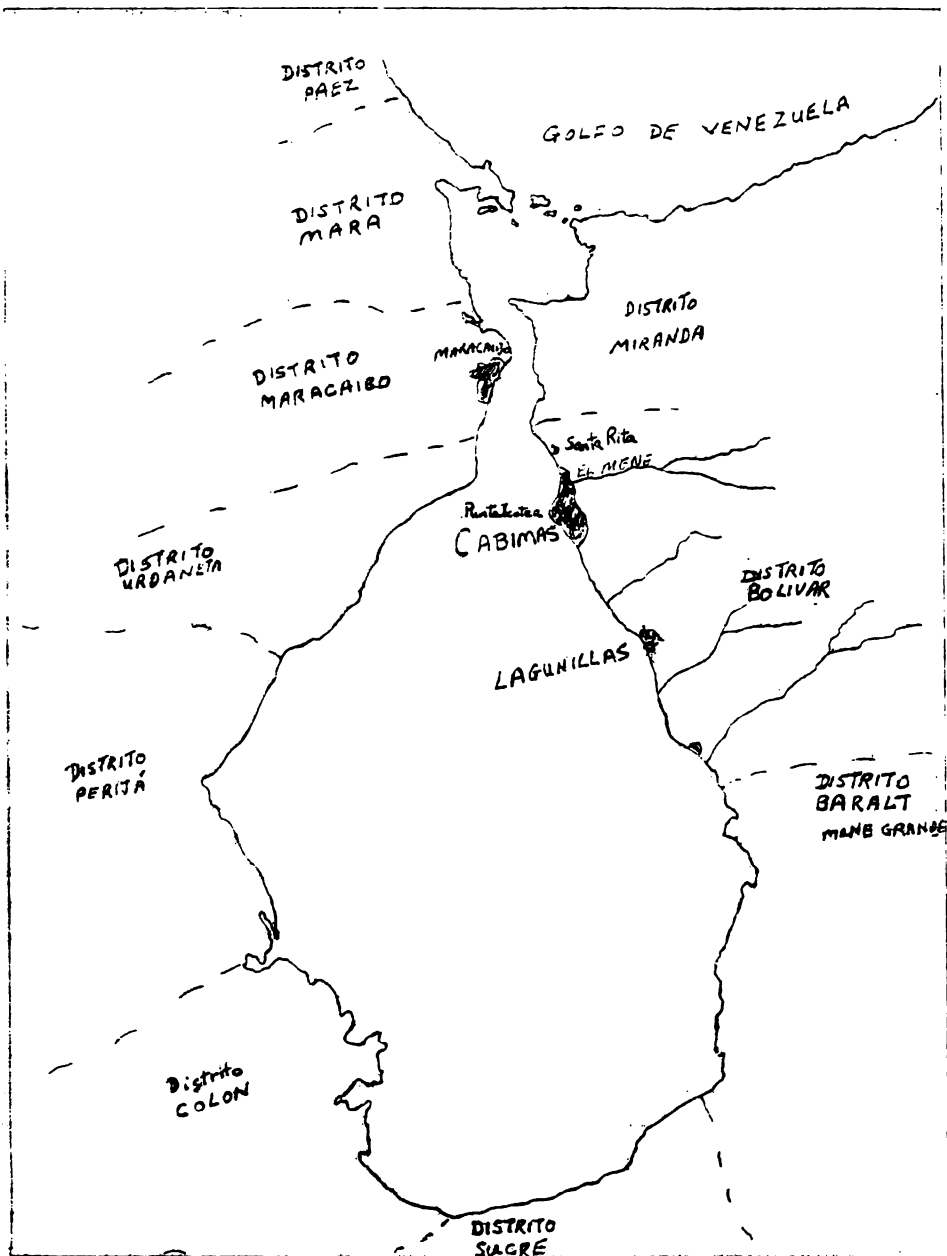 DISTRITO
PAEZ
GOLFO DE VENEZUELA
DISTRITO
MARA
DISTRITO
MIRANDA
MARACAIBO
DISTRITO
MARACAIBO
Santa Rita
EL MENE
CABIMAS
DISTRITO
URDANETA
DISTRITO
BOLIVAR
LAGUNILLAS
DISTRITO
PERIJÁ
DISTRITO
BARALT
MENE GRANDE
Distrito
COLON
DISTRITO
SUCRE